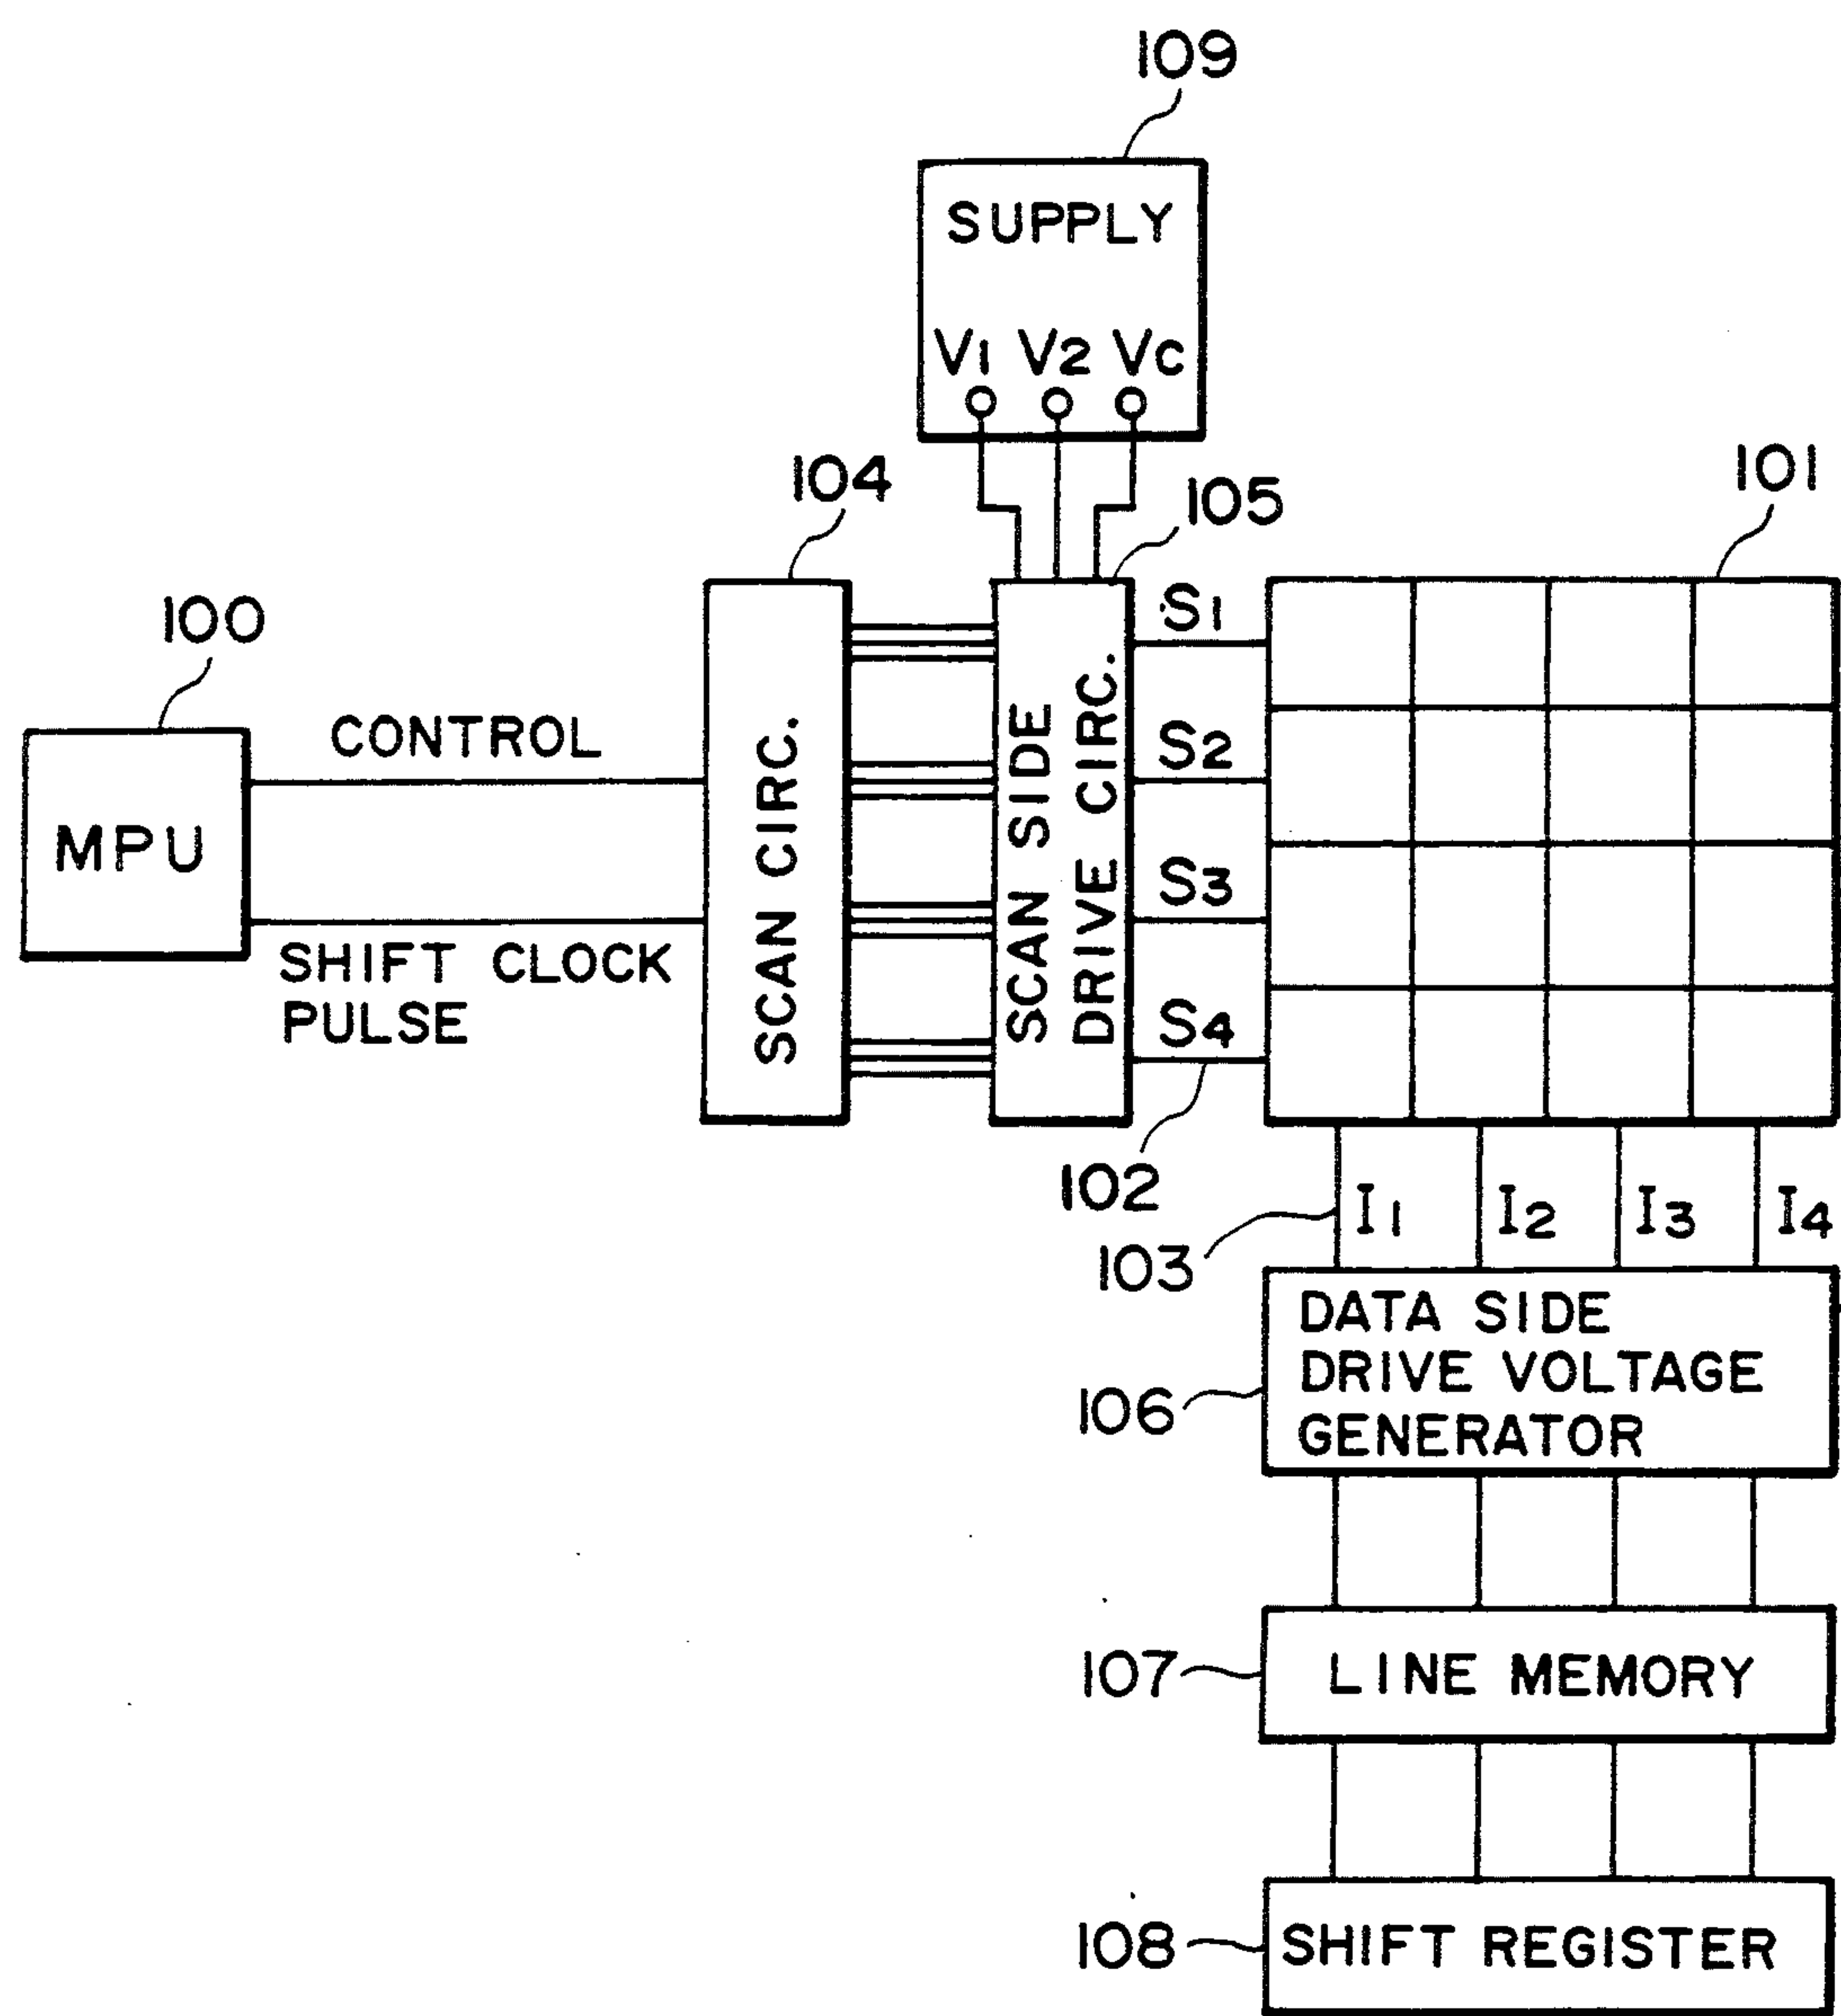 109
SUPPLY
V1 V2 VC
104
105
101
100
S1
CONTROL
MPU
SHIFT CLOCK
PULSE
SCAN CIRC.
SCAN SIDE
DRIVE CIRC.
S2
S3
S4
102
103
I1 I2 I3 I4
DATA SIDE
DRIVE VOLTAGE
GENERATOR
106
107
LINE MEMORY
108
SHIFT REGISTER